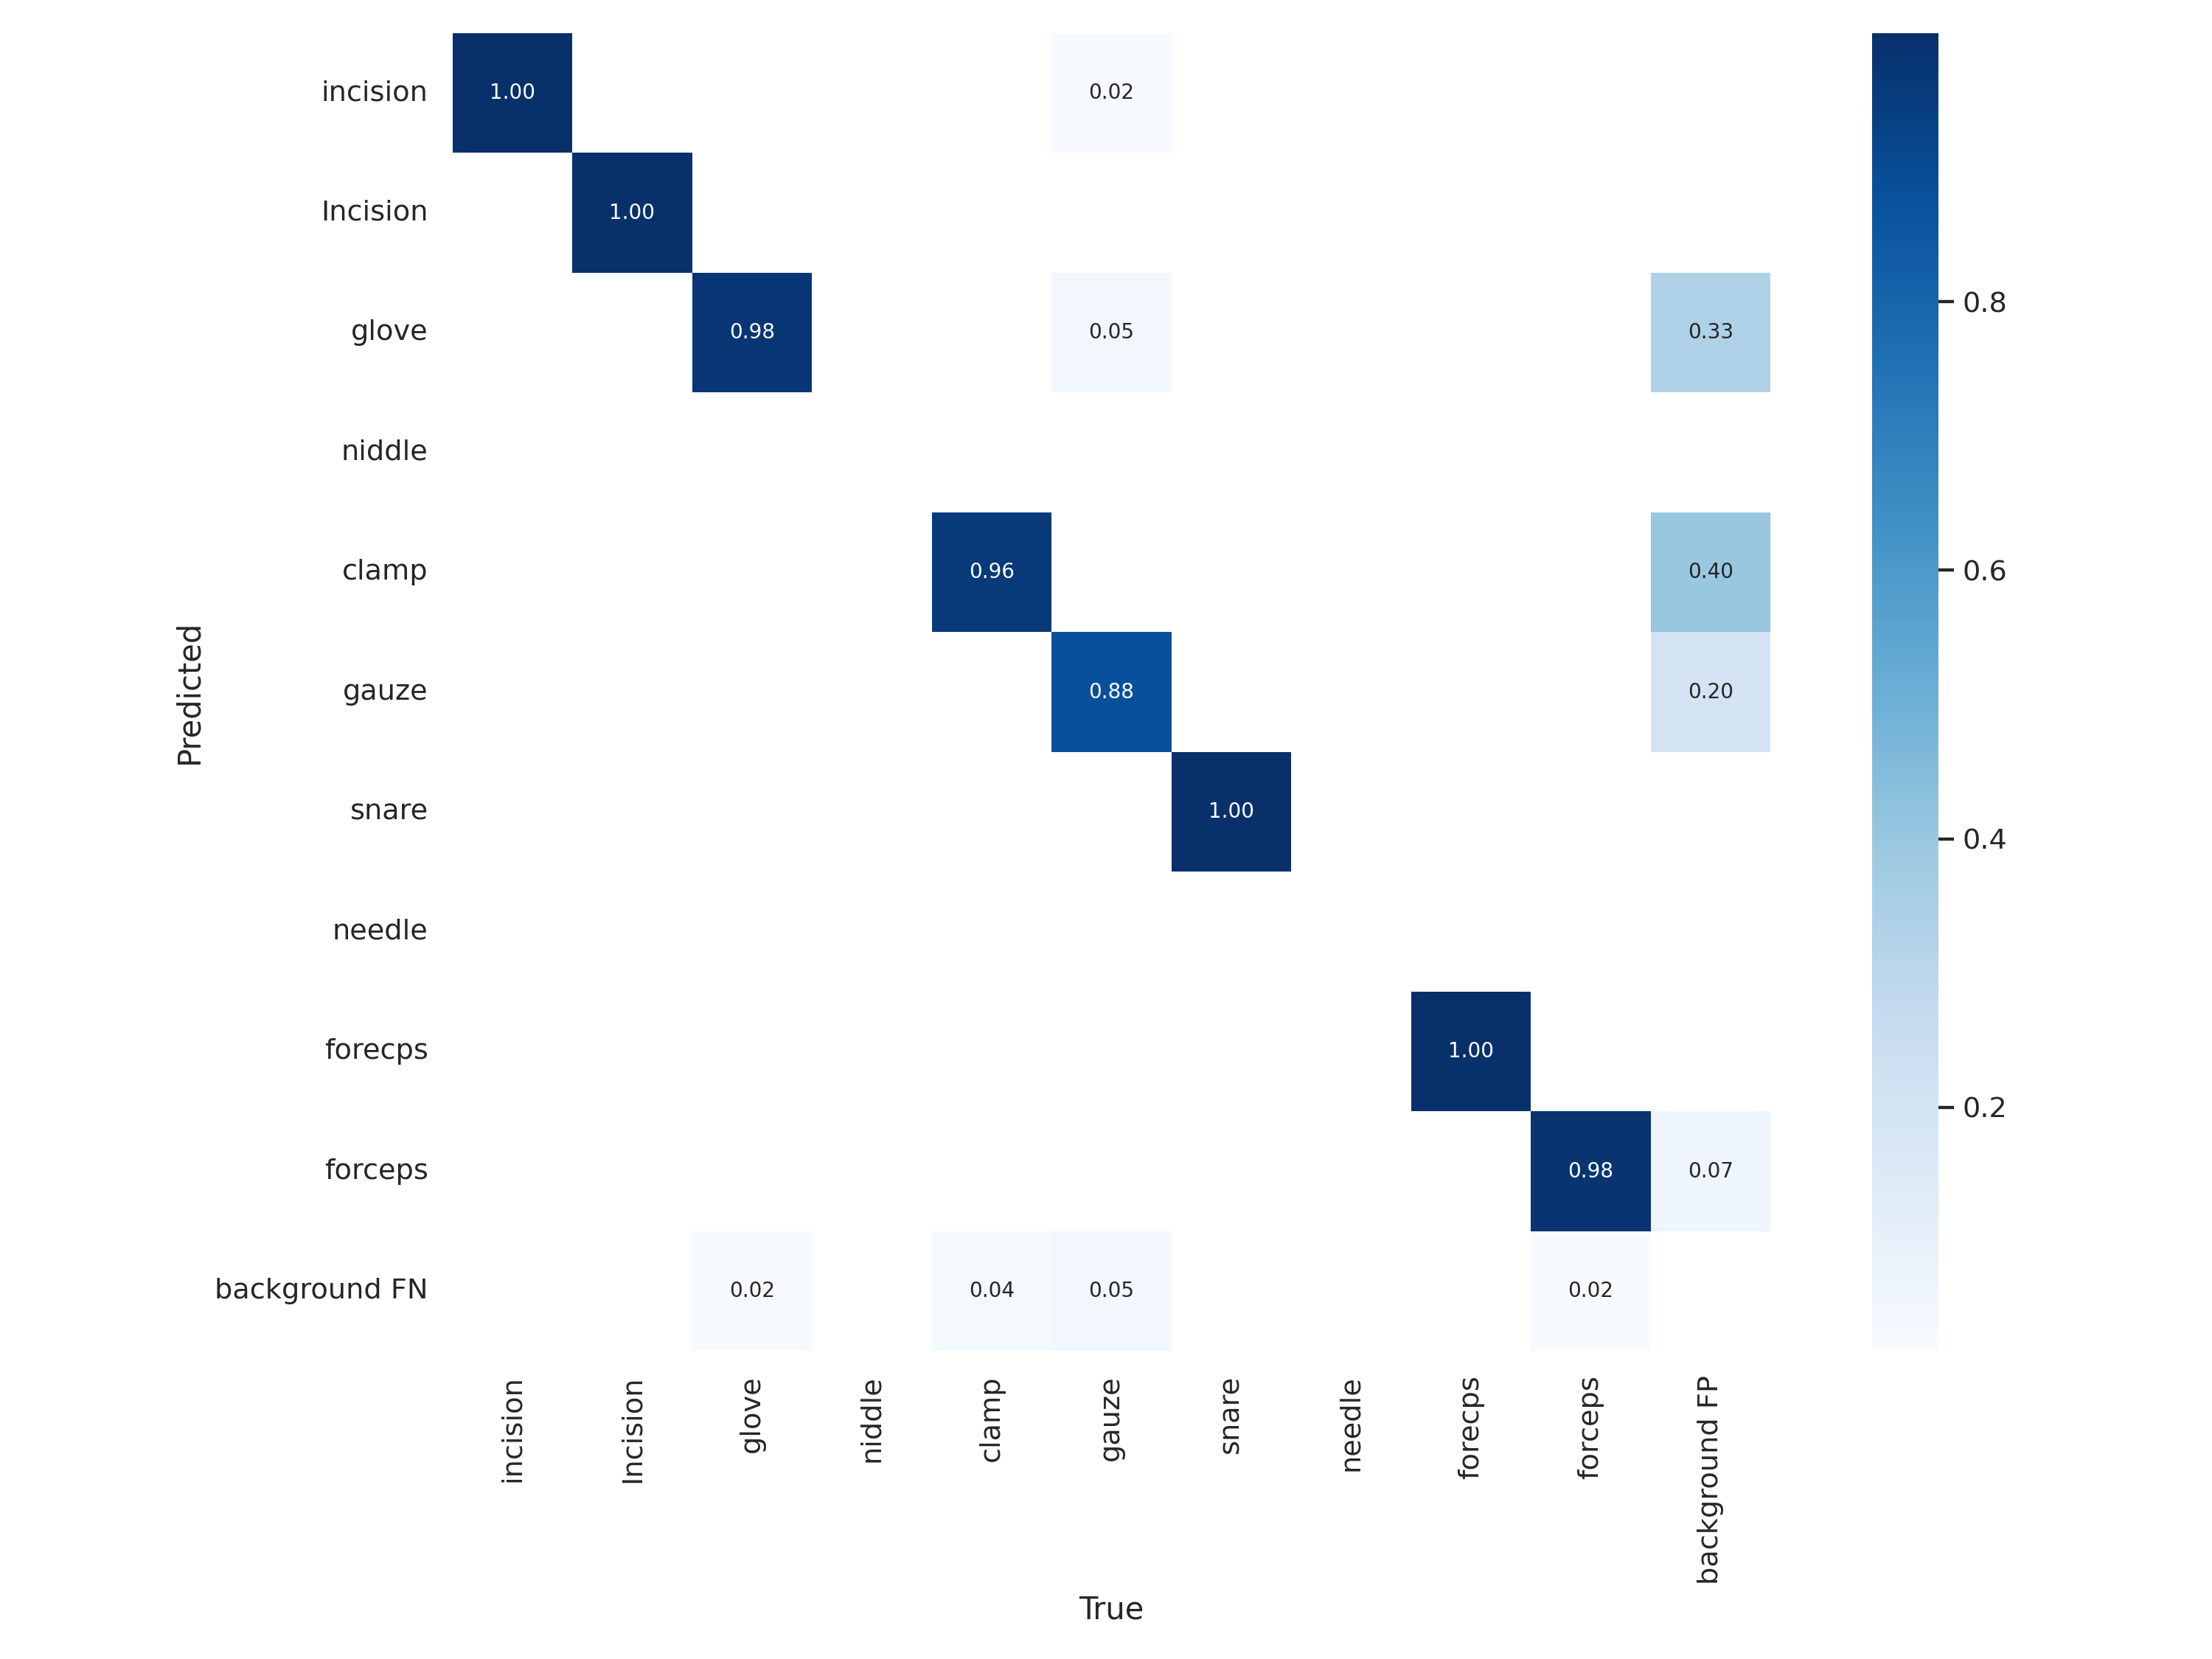 incision 1.00 0.02
Incision 1.00
glove 0.98 0.05 0.33
niddle
clamp 0.96 0.40
gauze 0.88 0.20
snare 1.00
needle
forecps 1.00
forceps 0.98 0.07
background FN 0.02 0.04 0.05 0.02
Predicted
incision
Incision
glove
niddle
clamp
gauze
snare
needle
forecps
forceps
background FP
True
0.8
0.6
0.4
0.2